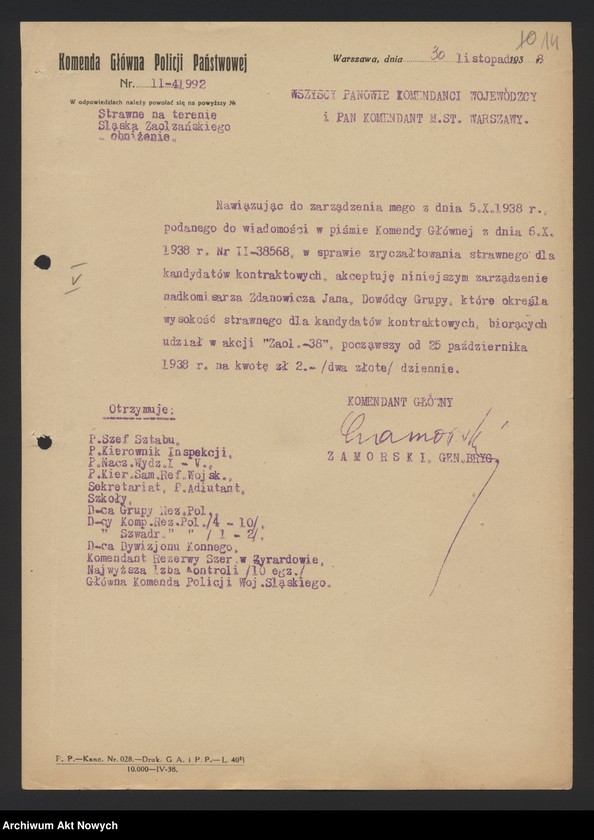 10 14
Komenda Główna Policji Państwowej
Nr. 11-41992
W odpowiedziach należy powołać się na powyższy №
Strawne na terenie
Śląska Zaolzańskiego
- obniżenie.-
Warszawa, dnia 30 listopada 1938
WSZYSCY PANOWIE KOMENDANCI WOJEWÓDZCY
i PAN KOMENDANT M.ST. WARSZAWY.
Nawiązując do zarządzenia mego z dnia 5.X.1938 r.,
podanego do wiadomości w piśmie Komendy Głównej z dnia 6.X.
1938 r. Nr II-38568, w sprawie zryczałtowania strawnego dla
kandydatów kontraktowych, akceptuję niniejszym zarządzenie
nadkomisarza Zdanowicza Jana, Dowódcy Grupy, które określa
wysokość strawnego dla kandydatów kontraktowych, biorących
udział w akcji "Zaol.-38", począwszy od 25 października
1938 r. na kwotę zł 2.- /dwa złote/ dziennie.
I
V
KOMENDANT GŁÓWNY
Zamorski
ZAMORSKI, GEN.BRYG.
Otrzymuje:
P.Szef Sztabu,
P.Kierownik Inspekcji,
P.Nacz.Wydz.I - V.,
P.Kier.Sam.Ref.Wojsk.,
Sekretariat, P.Adiutant,
Szkoły,
D-ca Grupy Rez.Pol.,
D-cy Komp.Rez.Pol./4 - 10/,
" Szwadr." " / 1 - 2/,
D-ca Dywizjonu Konnego,
Komendant Rezerwy Szer.w Żyrardowie,
Najwyższa Izba Kontroli /10 egz./
Główna Komenda Policji Woj.Śląskiego.
P. P.—Kanc. Nr. 028.—Druk. G. A. i P. P.—L. 40
10.000—IV-38.
Archiwum Akt Nowych